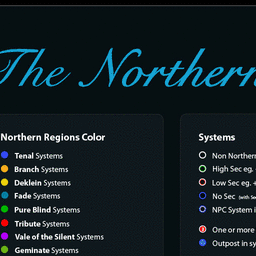 The Northern
Northern Regions Color
Tenal Systems
Branch Systems
Deklein Systems
Fade Systems
Pure Blind Systems
Tribute Systems
Vale of the Silent Systems
Geminate Systems
Systems
Non Northern
High Sec eg.
Low Sec eg.
No Sec (with Sec
NPC System i
One or more
Outpost in sy